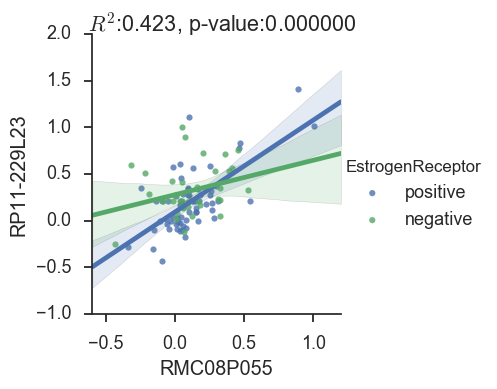 R²:0.423, p-value:0.000000
2.0
1.5
1.0
0.5
0.0
−0.5
−1.0
RP11-229L23
−0.5 0.0 0.5 1.0
RMC08P055
EstrogenReceptor
positive
negative